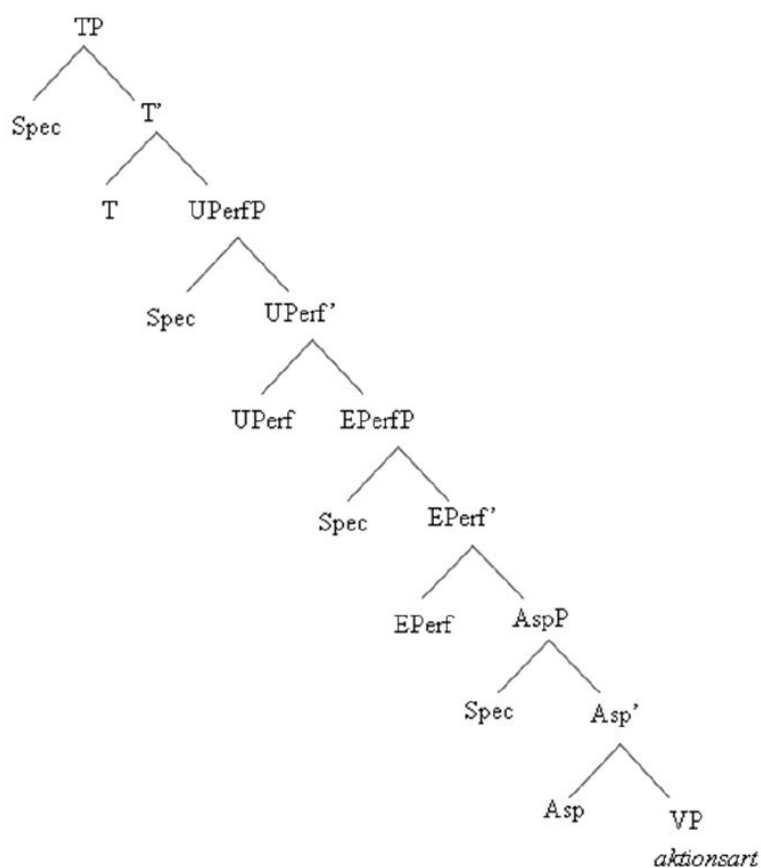 TP
Spec
T’
T
UPerfP
Spec
UPerf’
UPerf
EPerfP
Spec
EPerf’
EPerf
AspP
Spec
Asp’
Asp
VP
aktionsart